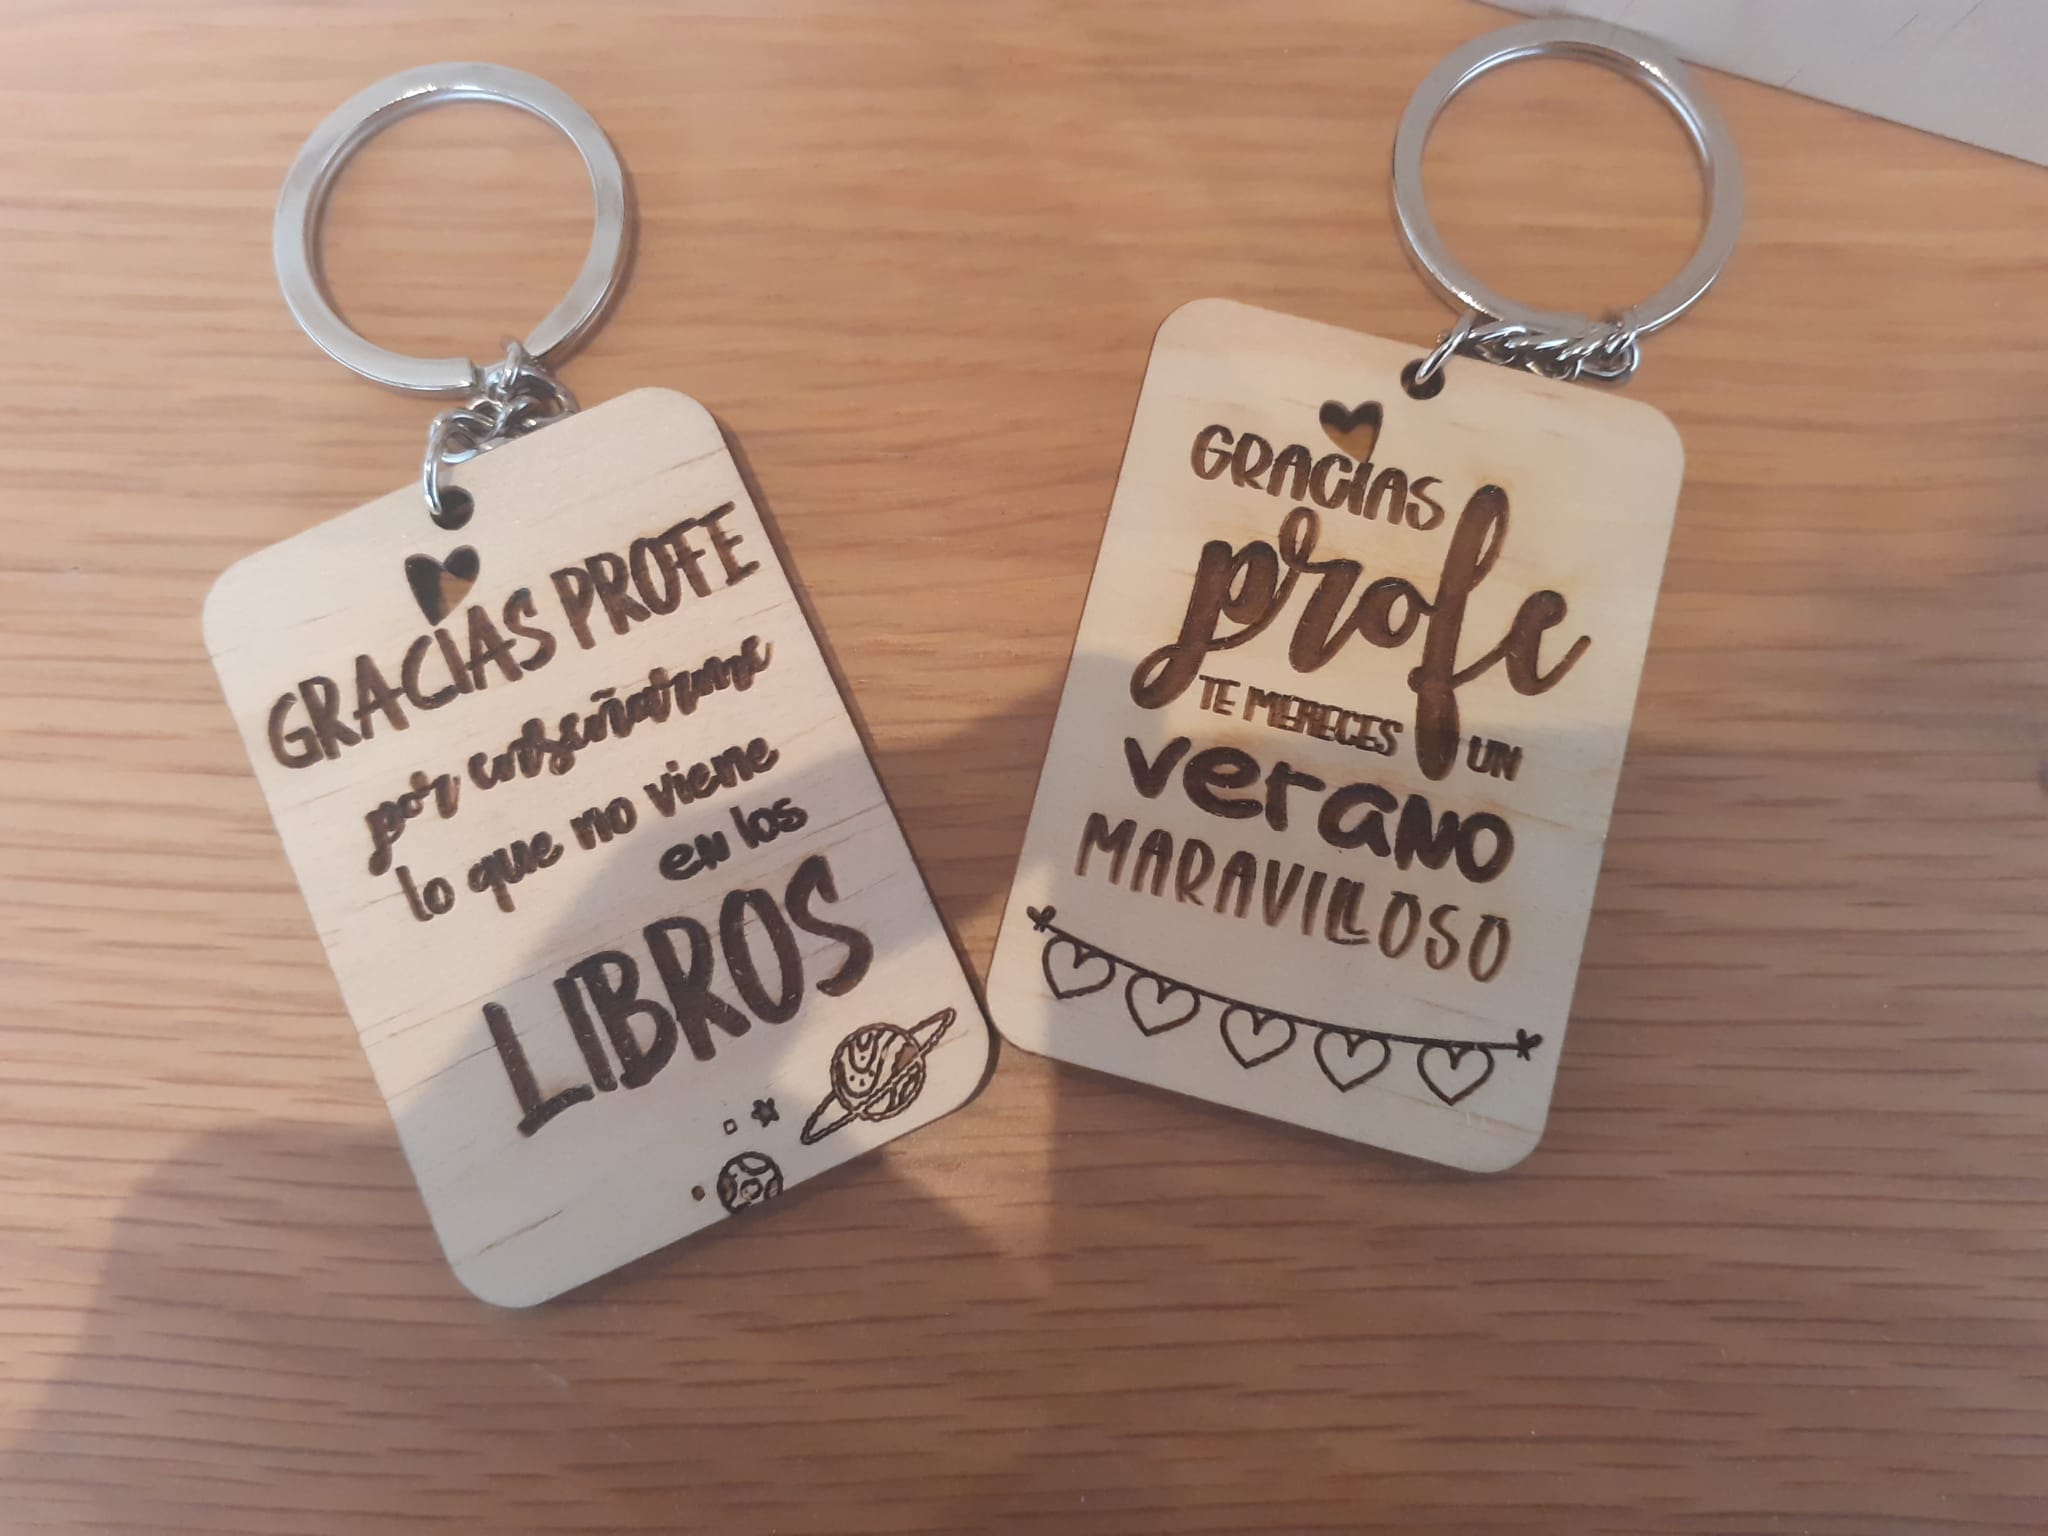 GRACIAS PROFE
por enseñarme
lo que no viene
en los
LIBROS
GRACIAS
profe
TE MERECES UN
verano
MARAVILLOSO